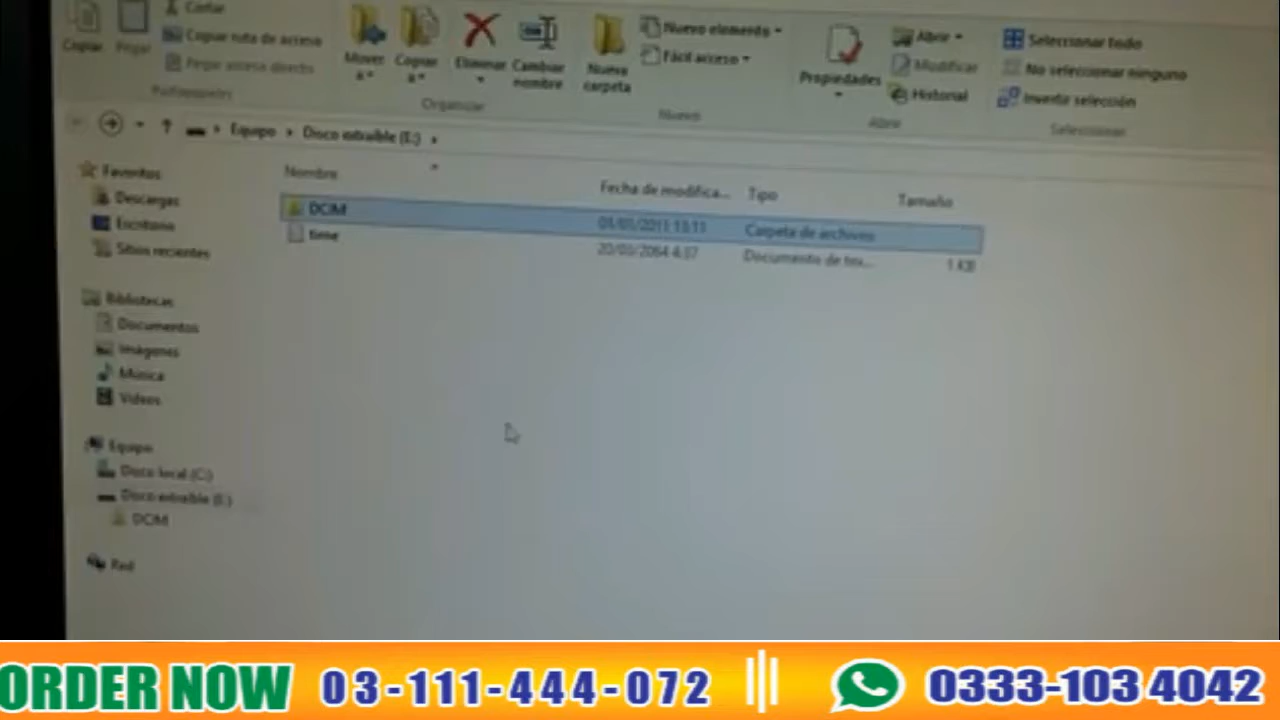 Cortar
Copiar ruta de acceso
Pegar acceso directo
Copiar
Pegar
Portapapeles
Mover a
Copiar a
Eliminar
Cambiar nombre
Organizar
Nueva carpeta
Nuevo elemento
Fácil acceso
Nuevo
Propiedades
Abrir
Modificar
Historial
Abrir
Seleccionar todo
No seleccionar ninguno
Invertir selección
Seleccionar
Equipo
Disco extraíble (E:)
Nombre
Fecha de modifica...
Tipo
Tamaño
DCIM
Carpeta de archivos
time
Documento de tex...
1 KB
Favoritos
Descargas
Escritorio
Sitios recientes
Bibliotecas
Documentos
Imágenes
Música
Vídeos
Equipo
Disco local (C:)
Disco extraíble (E:)
DCIM
Red
ORDER NOW 03-111-444-072 0333-103 4042